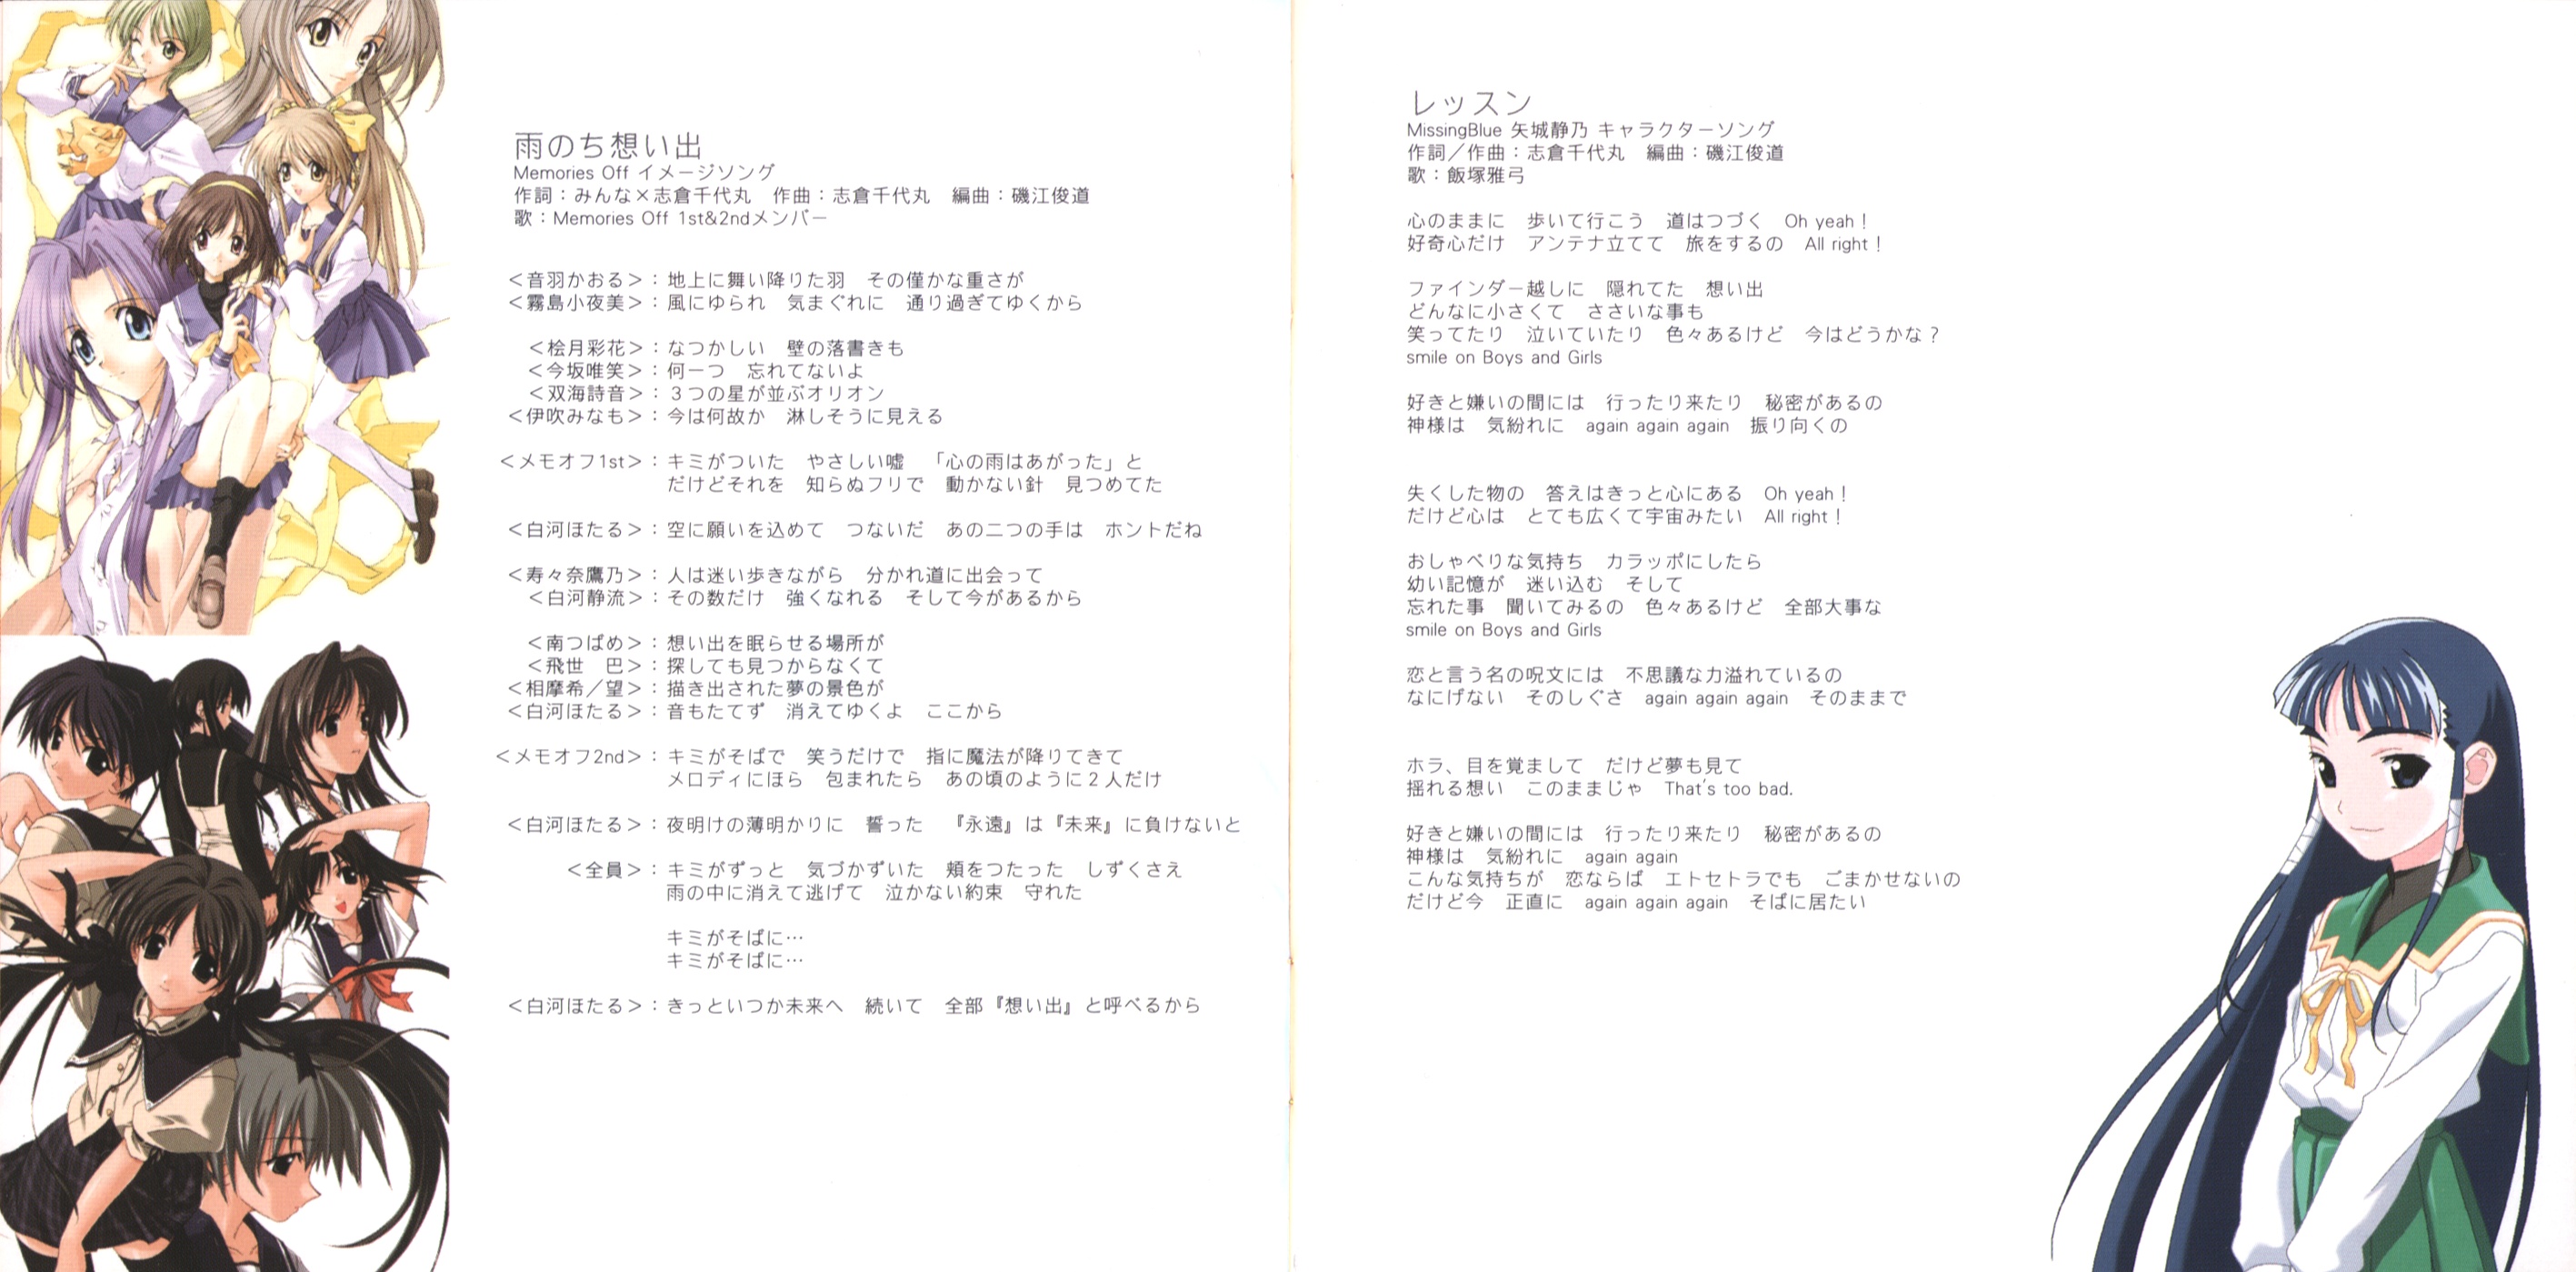 雨のち想い出
Memories Off イメージソング
作詞：みんな×志倉千代丸　作曲：志倉千代丸　編曲：磯江俊道
歌：Memories Off 1st&2ndメンバー
＜音羽かおる＞：地上に舞い降りた羽　その僅かな重さが
＜霧島小夜美＞：風にゆられ　気まぐれに　通り過ぎてゆくから
＜桧月彩花＞：なつかしい　壁の落書きも
＜今坂唯笑＞：何一つ　忘れてないよ
＜双海詩音＞：３つの星が並ぶオリオン
＜伊吹みなも＞：今は何故か　淋しそうに見える
＜メモオフ1st＞：キミがついた　やさしい嘘　「心の雨はあがった」と
だけどそれを　知らぬフリで　動かない針　見つめてた
＜白河ほたる＞：空に願いを込めて　つないだ　あの二つの手は　ホントだね
＜寿々奈鷹乃＞：人は迷い歩きながら　分かれ道に出会って
＜白河静流＞：その数だけ　強くなれる　そして今があるから
＜南つばめ＞：想い出を眠らせる場所が
＜飛世　巴＞：探しても見つからなくて
＜相摩希／望＞：描き出された夢の景色が
＜白河ほたる＞：音もたてず　消えてゆくよ　ここから
＜メモオフ2nd＞：キミがそばで　笑うだけで　指に魔法が降りてきて
メロディにほら　包まれたら　あの頃のように２人だけ
＜白河ほたる＞：夜明けの薄明かりに　誓った　『永遠』は『未来』に負けないと
＜全員＞：キミがずっと　気づかずいた　頬をつたった　しずくさえ
雨の中に消えて逃げて　泣かない約束　守れた
キミがそばに…
キミがそばに…
＜白河ほたる＞：きっといつか未来へ　続いて　全部『想い出』と呼べるから
レッスン
MissingBlue 矢城静乃 キャラクターソング
作詞／作曲：志倉千代丸　編曲：磯江俊道
歌：飯塚雅弓
心のままに　歩いて行こう　道はつづく　Oh yeah！
好奇心だけ　アンテナ立てて　旅をするの　All right！
ファインダー越しに　隠れてた　想い出
どんなに小さくて　ささいな事も
笑ってたり　泣いていたり　色々あるけど　今はどうかな？
smile on Boys and Girls
好きと嫌いの間には　行ったり来たり　秘密があるの
神様は　気紛れに　again again again　振り向くの
失くした物の　答えはきっと心にある　Oh yeah！
だけど心は　とても広くて宇宙みたい　All right！
おしゃべりな気持ち　カラッポにしたら
幼い記憶が　迷い込む　そして
忘れた事　聞いてみるの　色々あるけど　全部大事な
smile on Boys and Girls
恋と言う名の呪文には　不思議な力溢れているの
なにげない　そのしぐさ　again again again　そのままで
ホラ、目を覚まして　だけど夢も見て
揺れる想い　このままじゃ　That's too bad.
好きと嫌いの間には　行ったり来たり　秘密があるの
神様は　気紛れに　again again
こんな気持ちが　恋ならば　エトセトラでも　ごまかせないの
だけど今　正直に　again again again　そばに居たい